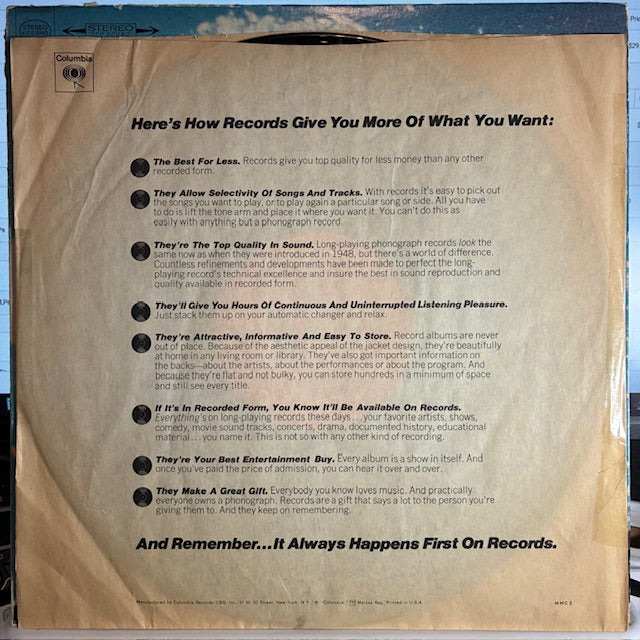 STEREO
STEREO
Columbia
Here's How Records Give You More Of What You Want:
The Best For Less. Records give you top quality for less money than any other
recorded form.
They Allow Selectivity Of Songs And Tracks. With records it's easy to pick out
the songs you want to play, or to play again a particular song or side. All you have
to do is lift the tone arm and place it where you want it. You can't do this as
easily with anything but a phonograph record.
They're The Top Quality In Sound. Long-playing phonograph records look the
same now as when they were introduced in 1948, but there's a world of difference.
Countless refinements and developments have been made to perfect the long-
playing record's technical excellence and insure the best in sound reproduction and
quality available in recorded form.
They'll Give You Hours Of Continuous And Uninterrupted Listening Pleasure.
Just stack them up on your automatic changer and relax.
They're Attractive, Informative And Easy To Store. Record albums are never
out of place. Because of the aesthetic appeal of the jacket design, they're beautifully
at home in any living room or library. They've also got important information on
the backs—about the artists, about the performances or about the program. And
because they're flat and not bulky, you can store hundreds in a minimum of space
and still see every title.
If It's In Recorded Form, You Know It'll Be Available On Records.
Everything's on long-playing records these days...your favorite artists, shows,
comedy, movie sound tracks, concerts, drama, documented history, educational
material...you name it. This is not so with any other kind of recording.
They're Your Best Entertainment Buy. Every album is a show in itself. And
once you've paid the price of admission, you can hear it over and over.
They Make A Great Gift. Everybody you know loves music. And practically
everyone owns a phonograph. Records are a gift that says a lot to the person you're
giving them to. And they keep on remembering.
And Remember...It Always Happens First On Records.
Manufactured by Columbia Records/CBS, Inc./51 W. 52 Street, New York, N.Y./® "Columbia," Marcas Reg. Printed in U.S.A.